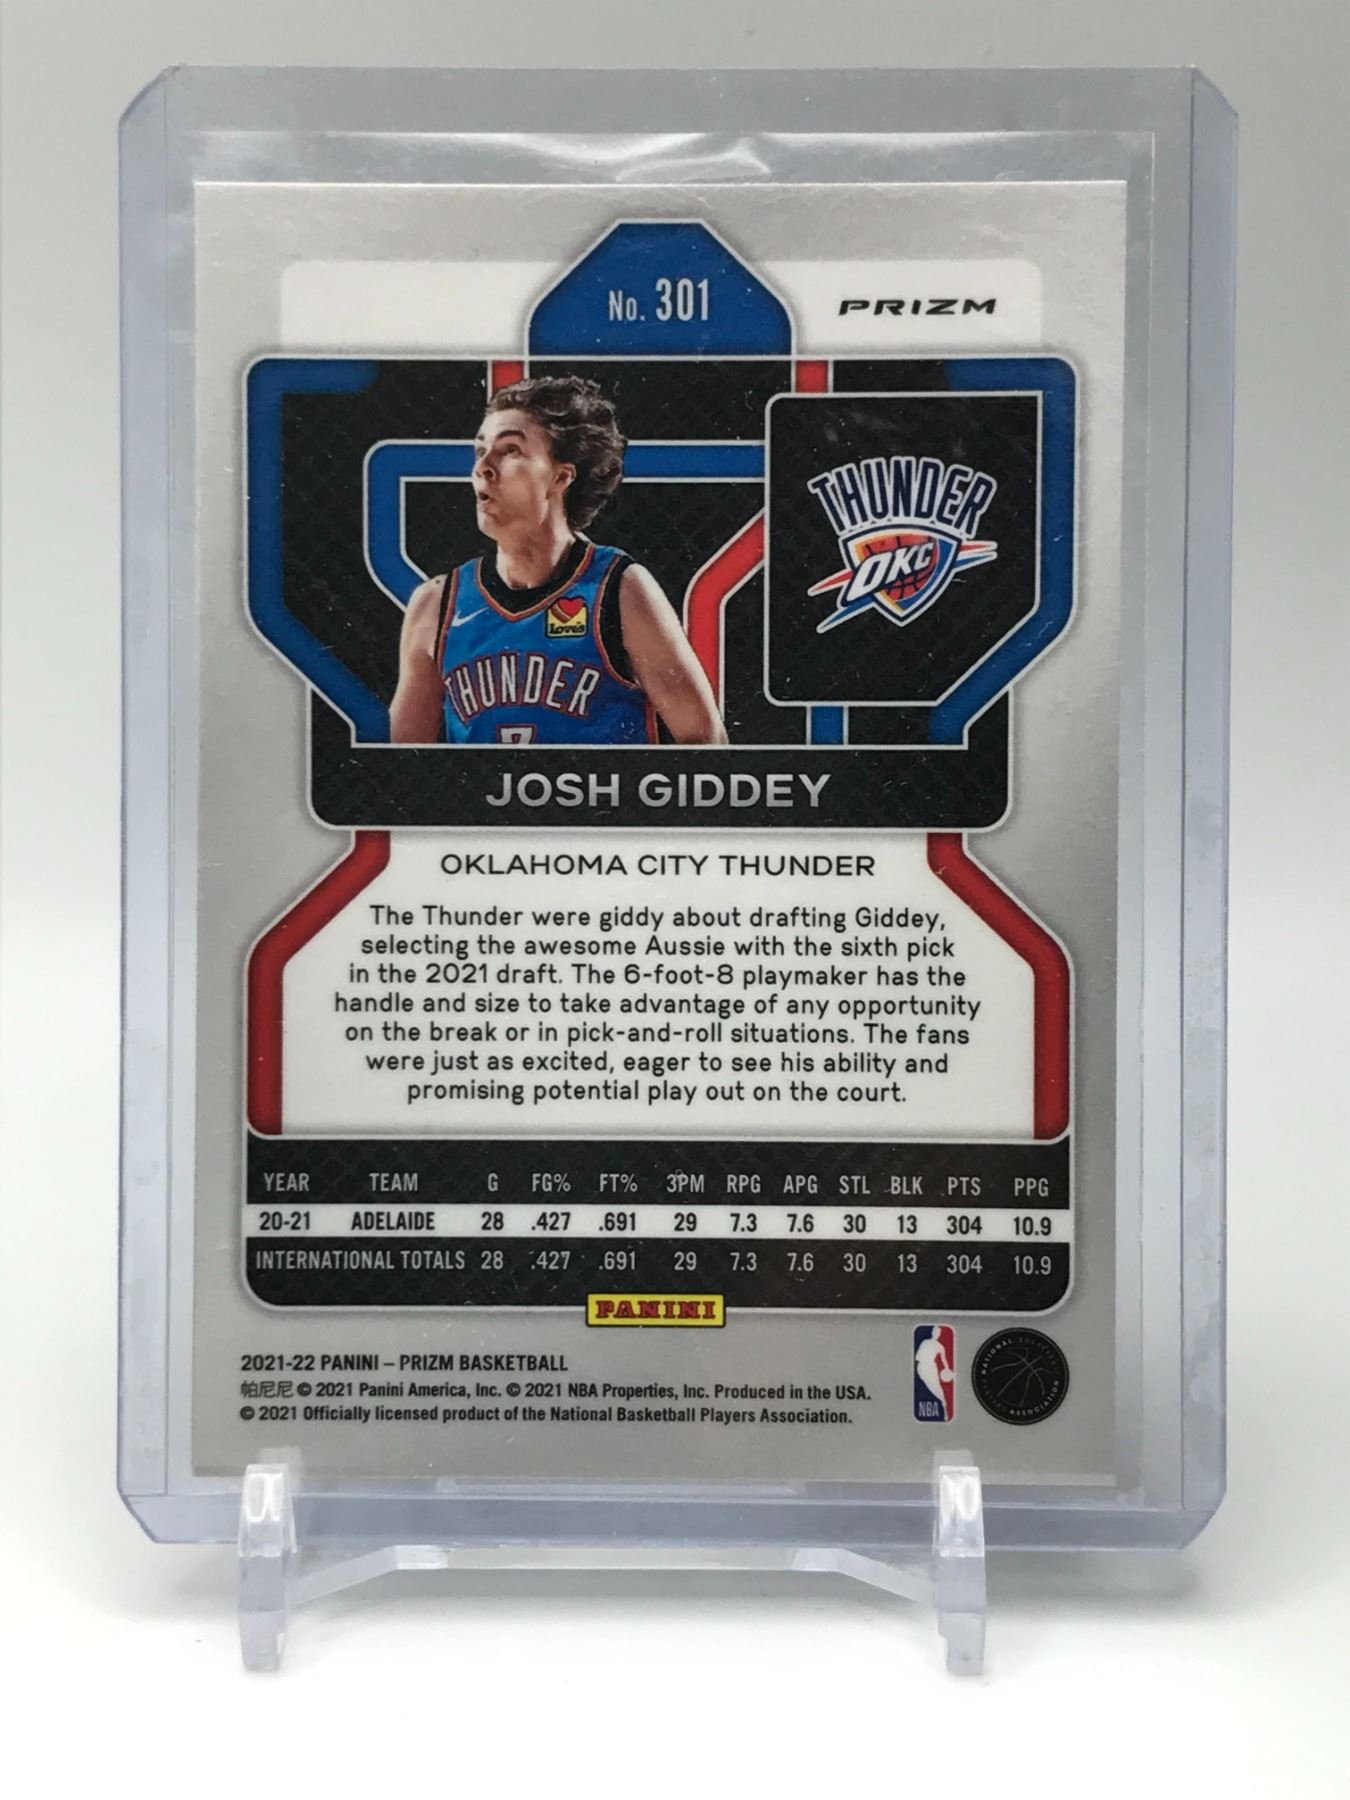 No. 301
PRIZM
THUNDER
OKC
Love's
THUNDER
7
JOSH GIDDEY
OKLAHOMA CITY THUNDER
The Thunder were giddy about drafting Giddey,
selecting the awesome Aussie with the sixth pick
in the 2021 draft. The 6-foot-8 playmaker has the
handle and size to take advantage of any opportunity
on the break or in pick-and-roll situations. The fans
were just as excited, eager to see his ability and
promising potential play out on the court.
YEAR TEAM G FG% FT% 3PM RPG APG STL BLK PTS PPG
20-21 ADELAIDE 28 .427 .691 29 7.3 7.6 30 13 304 10.9
INTERNATIONAL TOTALS 28 .427 .691 29 7.3 7.6 30 13 304 10.9
PANINI
2021-22 PANINI – PRIZM BASKETBALL
帕尼尼 © 2021 Panini America, Inc. © 2021 NBA Properties, Inc. Produced in the USA.
© 2021 Officially licensed product of the National Basketball Players Association.
NBA
NATIONAL BASKETBALL
PLAYERS ASSOCIATION